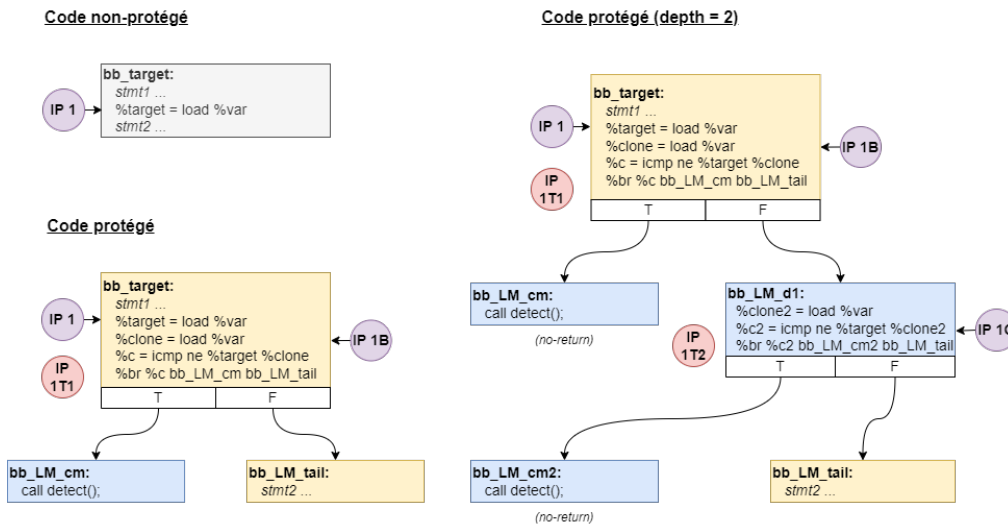 Code non-protégé
bb_target:
stmt1 ...
IP 1
%target = load %var
stmt2 ...
Code protégé
bb_target:
stmt1 ...
IP 1
%target = load %var
%clone = load %var
IP 1B
%c = icmp ne %target %clone
IP
1T1
%br %c bb_LM_cm bb_LM_tail
T
F
bb_LM_cm:
call detect();
bb_LM_tail:
stmt2 ...
Code protégé (depth = 2)
bb_target:
stmt1 ...
IP 1
%target = load %var
%clone = load %var
IP 1B
%c = icmp ne %target %clone
IP
1T1
%br %c bb_LM_cm bb_LM_tail
T
F
bb_LM_cm:
call detect();
(no-return)
bb_LM_d1:
%clone2 = load %var
%c2 = icmp ne %target %clone2
IP 1C
IP
1T2
%br %c2 bb_LM_cm2 bb_LM_tail
T
F
bb_LM_cm2:
call detect();
(no-return)
bb_LM_tail:
stmt2 ...